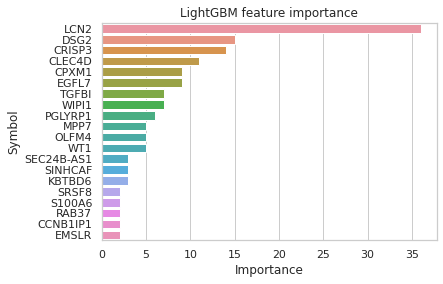 LightGBM feature importance
LCN2
DSG2
CRISP3
CLEC4D
CPXM1
EGFL7
TGFBI
WIPI1
PGLYRP1
MPP7
OLFM4
WT1
SEC24B-AS1
SINHCAF
KBTBD6
SRSF8
S100A6
RAB37
CCNB1IP1
EMSLR
Symbol
0 5 10 15 20 25 30 35
Importance